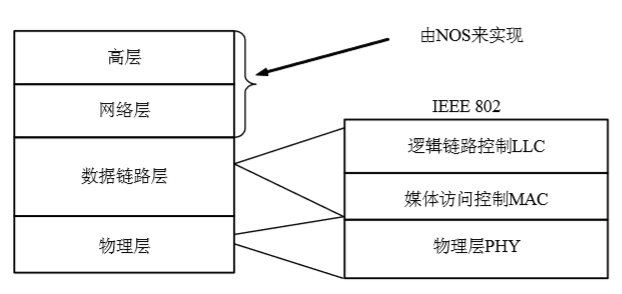 由NOS来实现
高层
网络层
IEEE 802
逻辑链路控制LLC
数据链路层
媒体访问控制MAC
物理层
物理层PHY